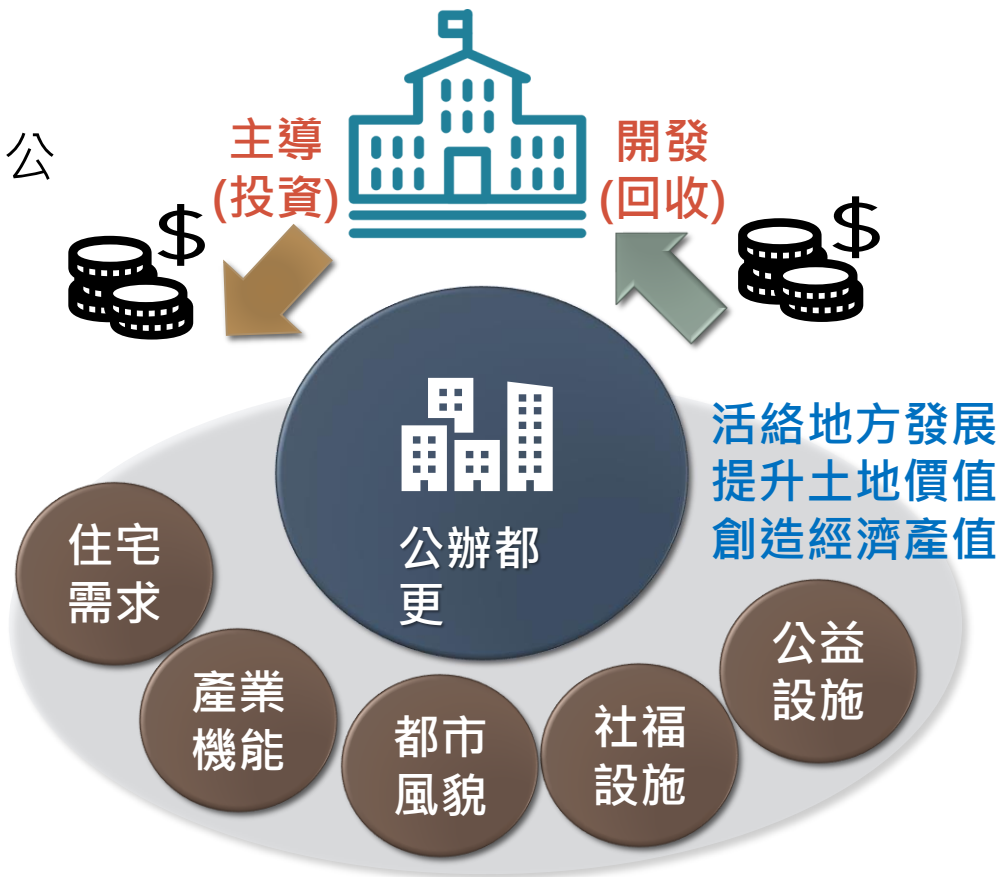 公
主導
(投資)
開發
(回收)
$
$
活絡地方發展
提升土地價值
創造經濟產值
公辦都
更
住宅
需求
產業
機能
都市
風貌
社福
設施
公益
設施